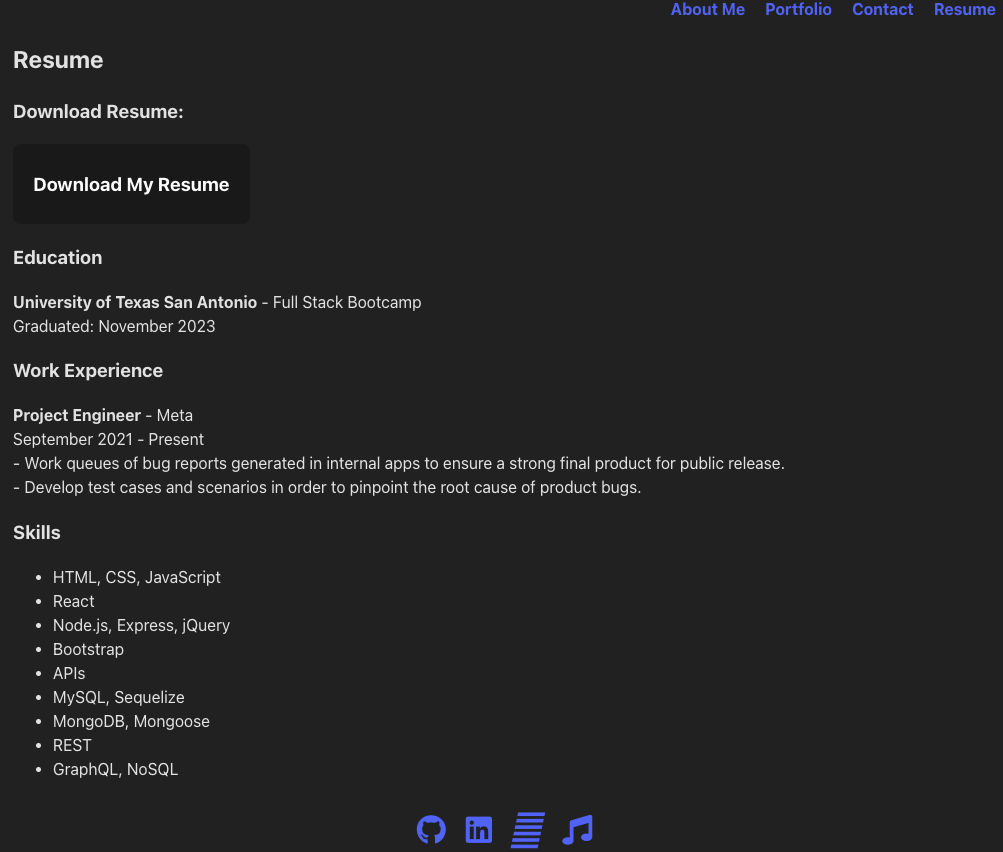 About Me Portfolio Contact Resume
Resume
Download Resume:
Download My Resume
Education
University of Texas San Antonio - Full Stack Bootcamp
Graduated: November 2023
Work Experience
Project Engineer - Meta
September 2021 - Present
- Work queues of bug reports generated in internal apps to ensure a strong final product for public release.
- Develop test cases and scenarios in order to pinpoint the root cause of product bugs.
Skills
• HTML, CSS, JavaScript
• React
• Node.js, Express, jQuery
• Bootstrap
• APIs
• MySQL, Sequelize
• MongoDB, Mongoose
• REST
• GraphQL, NoSQL
in